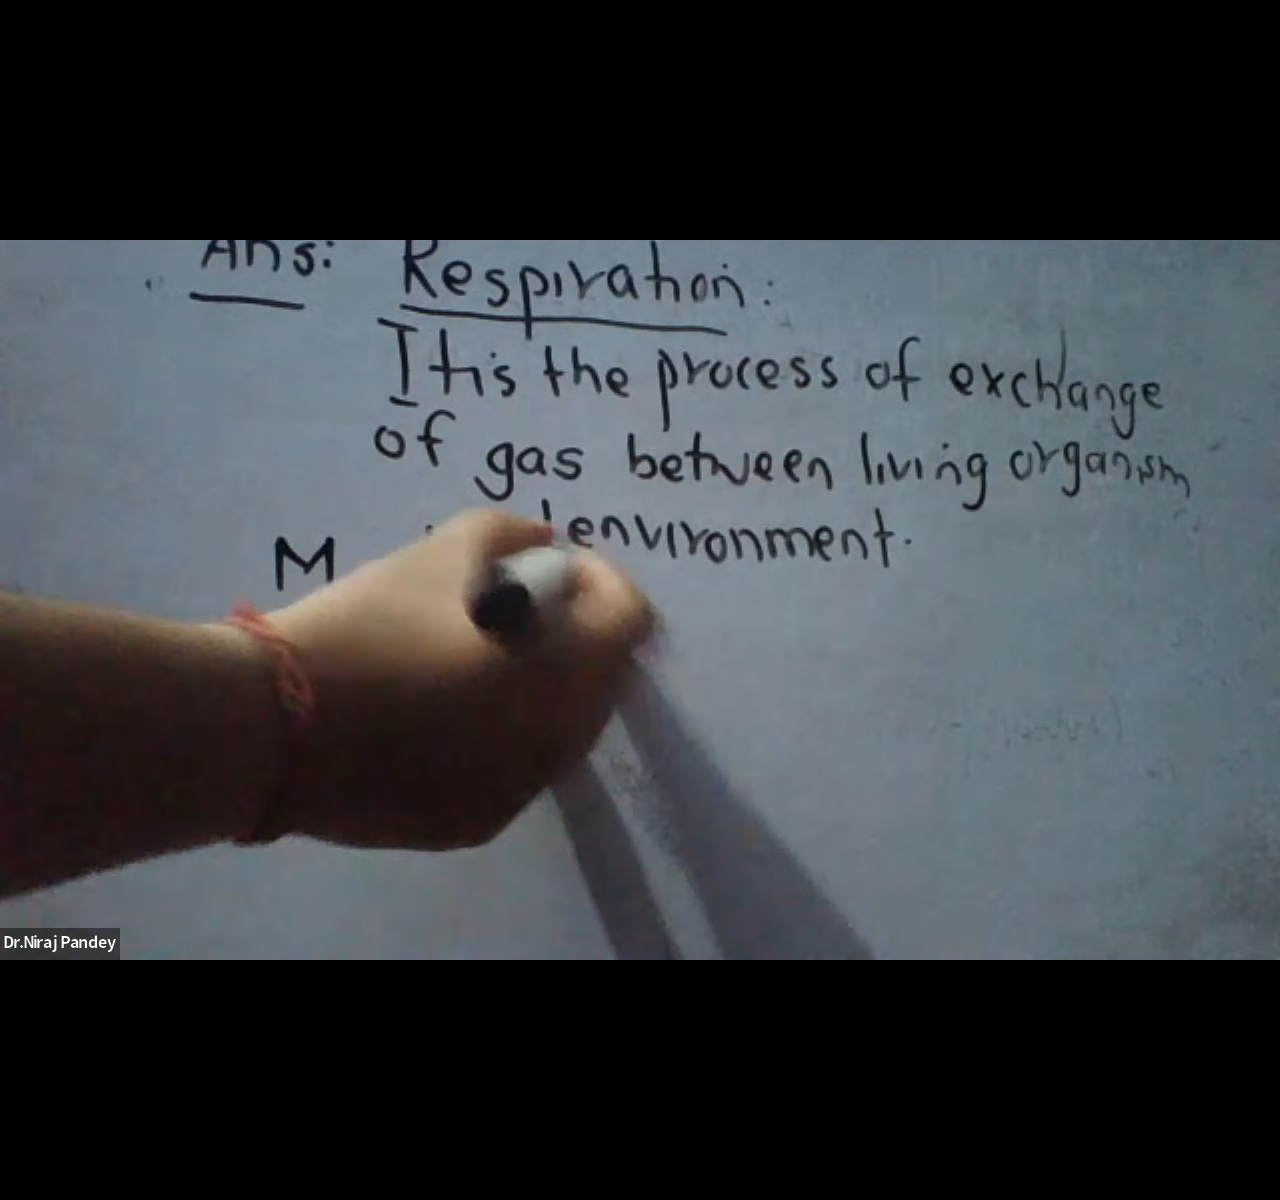 Ans: Respiration:
It is the process of exchange
of gas between living organism
environment.
M
Dr.Niraj Pandey